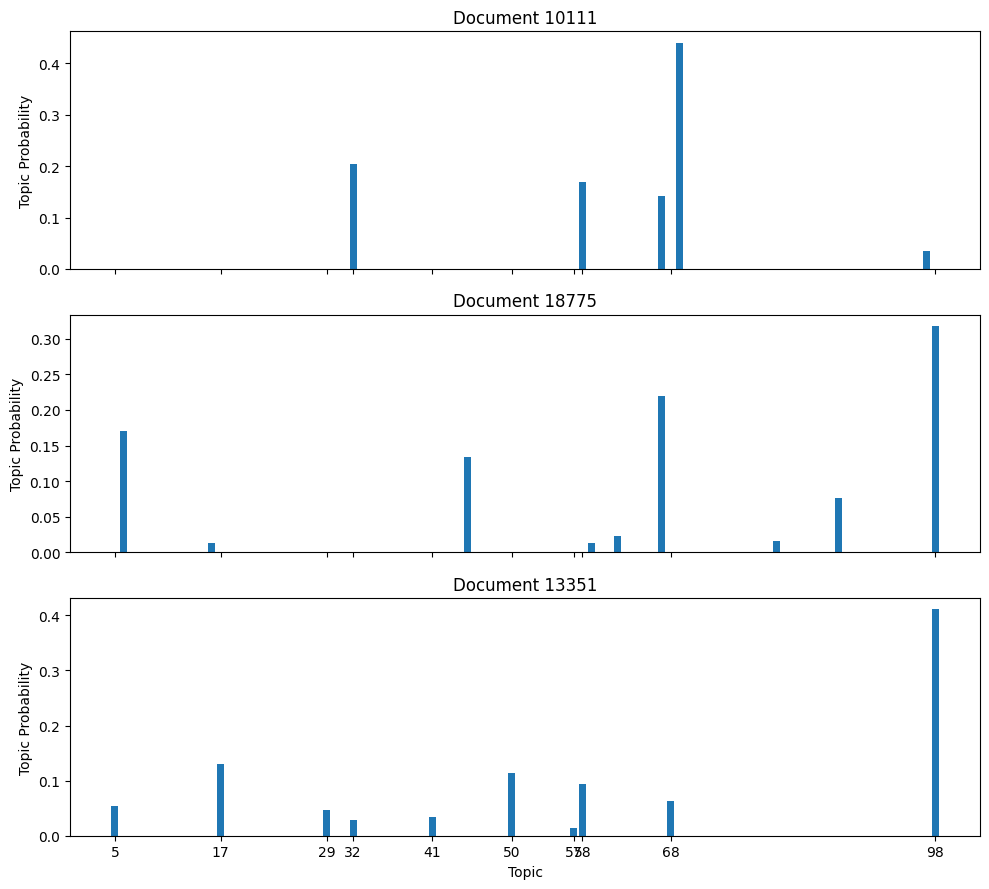 Document 10111
Topic Probability
0.4
0.3
0.2
0.1
0.0
Document 18775
Topic Probability
0.30
0.25
0.20
0.15
0.10
0.05
0.00
Document 13351
Topic Probability
0.4
0.3
0.2
0.1
0.0
5 17 29 32 41 50 57 58 68 98
Topic